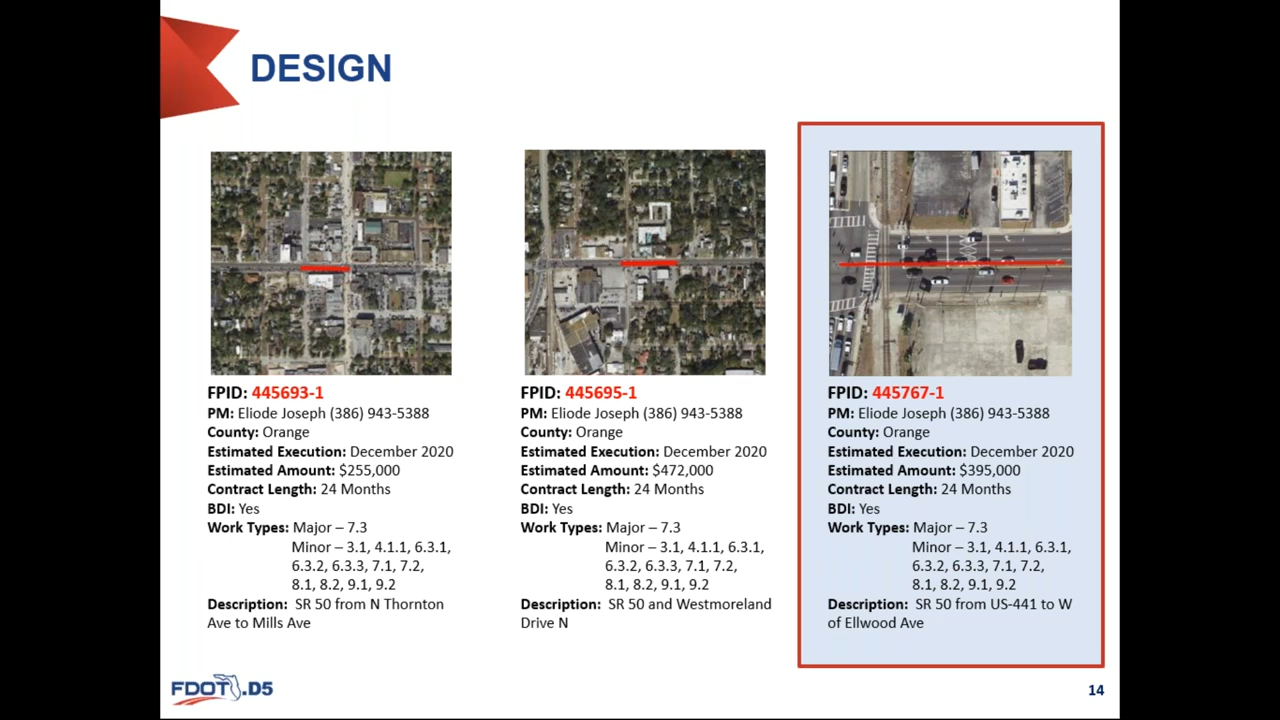 DESIGN
FPID: 445693-1
PM: Eliode Joseph (386) 943-5388
County: Orange
Estimated Execution: December 2020
Estimated Amount: $255,000
Contract Length: 24 Months
BDI: Yes
Work Types: Major – 7.3
Minor – 3.1, 4.1.1, 6.3.1,
6.3.2, 6.3.3, 7.1, 7.2,
8.1, 8.2, 9.1, 9.2
Description: SR 50 from N Thornton
Ave to Mills Ave
FPID: 445695-1
PM: Eliode Joseph (386) 943-5388
County: Orange
Estimated Execution: December 2020
Estimated Amount: $472,000
Contract Length: 24 Months
BDI: Yes
Work Types: Major – 7.3
Minor – 3.1, 4.1.1, 6.3.1,
6.3.2, 6.3.3, 7.1, 7.2,
8.1, 8.2, 9.1, 9.2
Description: SR 50 and Westmoreland
Drive N
FPID: 445767-1
PM: Eliode Joseph (386) 943-5388
County: Orange
Estimated Execution: December 2020
Estimated Amount: $395,000
Contract Length: 24 Months
BDI: Yes
Work Types: Major – 7.3
Minor – 3.1, 4.1.1, 6.3.1,
6.3.2, 6.3.3, 7.1, 7.2,
8.1, 8.2, 9.1, 9.2
Description: SR 50 from US-441 to W
of Ellwood Ave
FDOT.D5
14